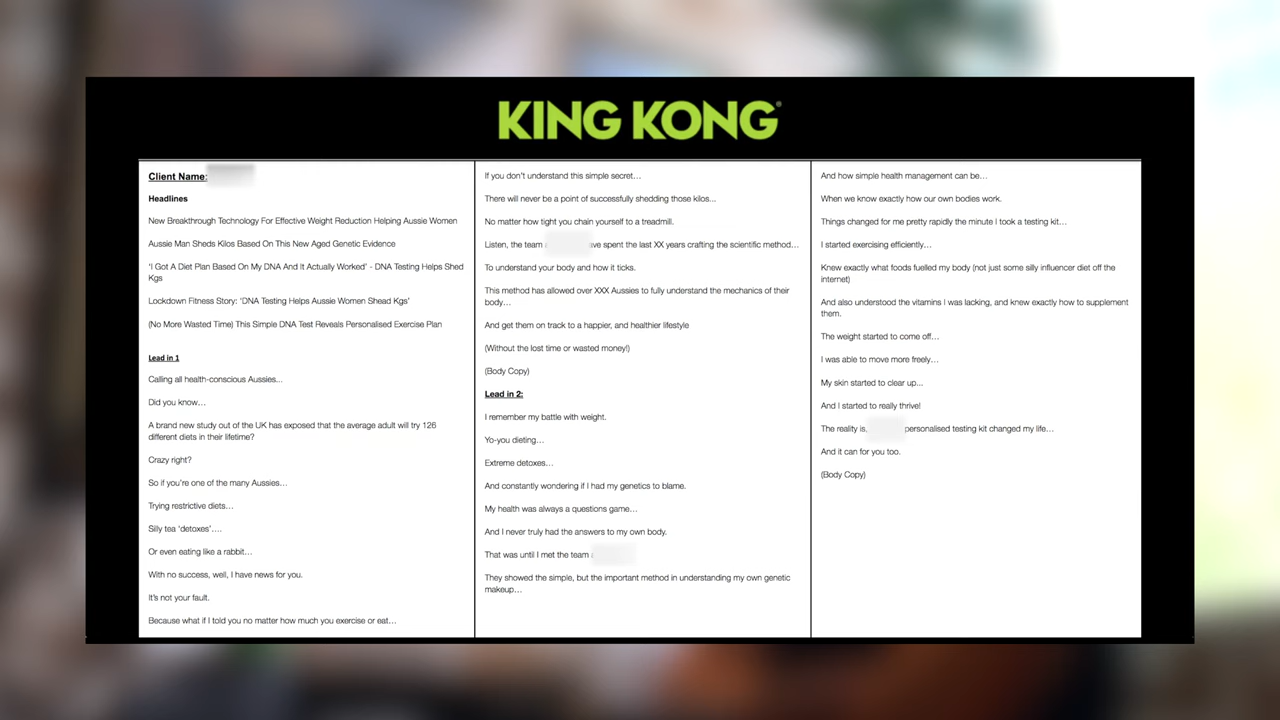 KING KONG
Client Name:
Headlines
New Breakthrough Technology For Effective Weight Reduction Helping Aussie Women
Aussie Man Sheds Kilos Based On This New Aged Genetic Evidence
‘I Got A Diet Plan Based On My DNA And It Actually Worked’ - DNA Testing Helps Shed
Kgs
Lockdown Fitness Story: ‘DNA Testing Helps Aussie Women Shead Kgs’
(No More Wasted Time) This Simple DNA Test Reveals Personalised Exercise Plan
Lead in 1
Calling all health-conscious Aussies...
Did you know…
A brand new study out of the UK has exposed that the average adult will try 126
different diets in their lifetime?
Crazy right?
So if you’re one of the many Aussies…
Trying restrictive diets…
Silly tea ‘detoxes’….
Or even eating like a rabbit…
With no success, well, I have news for you.
It’s not your fault.
Because what if I told you no matter how much you exercise or eat…
If you don’t understand this simple secret…
There will never be a point of successfully shedding those kilos...
No matter how tight you chain yourself to a treadmill.
Listen, the team ave spent the last XX years crafting the scientific method…
To understand your body and how it ticks.
This method has allowed over XXX Aussies to fully understand the mechanics of their
body…
And get them on track to a happier, and healthier lifestyle
(Without the lost time or wasted money!)
(Body Copy)
Lead in 2:
I remember my battle with weight.
Yo-you dieting…
Extreme detoxes…
And constantly wondering if I had my genetics to blame.
My health was always a questions game…
And I never truly had the answers to my own body.
That was until I met the team
They showed the simple, but the important method in understanding my own genetic
makeup…
And how simple health management can be…
When we know exactly how our own bodies work.
Things changed for me pretty rapidly the minute I took a testing kit…
I started exercising efficiently…
Knew exactly what foods fuelled my body (not just some silly influencer diet off the
internet)
And also understood the vitamins I was lacking, and knew exactly how to supplement
them.
The weight started to come off…
I was able to move more freely…
My skin started to clear up...
And I started to really thrive!
The reality is, personalised testing kit changed my life…
And it can for you too.
(Body Copy)